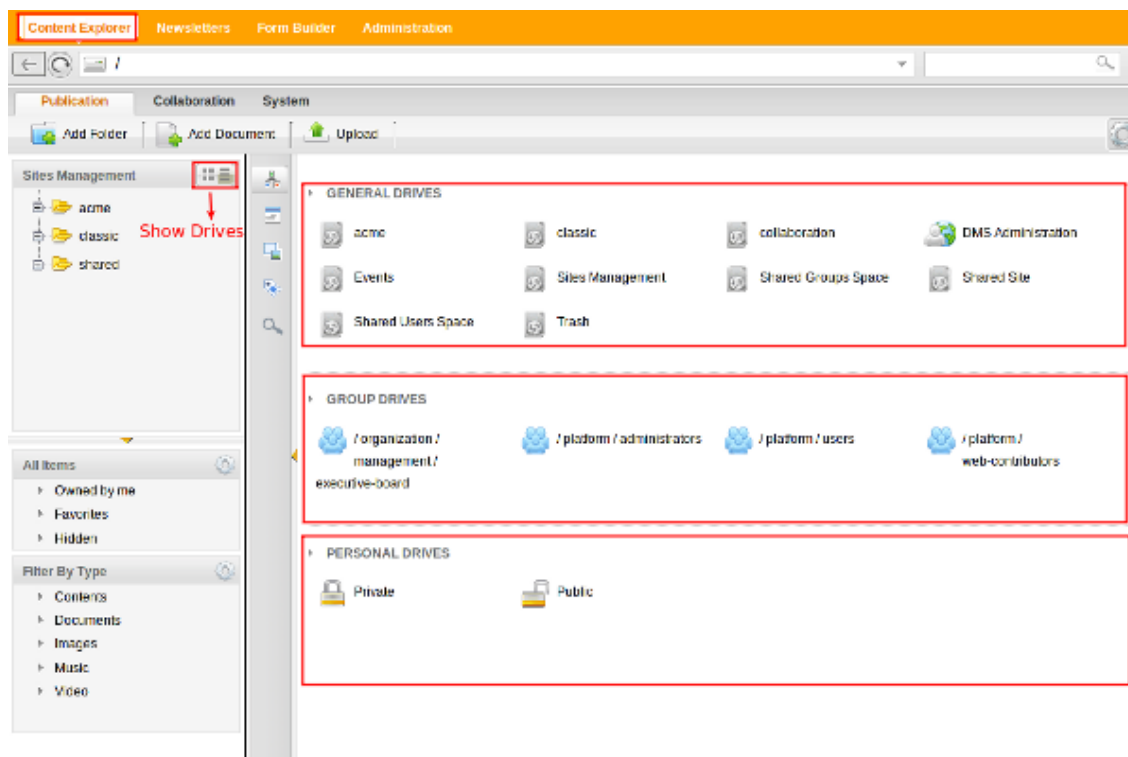 Content Explorer Newsletters Form Builder Administration
/
Publication Collaboration System
Add Folder Add Document Upload
Sites Management
acme
classic
shared
Show Drives
All Items
Owned by me
Favorites
Hidden
Filter By Type
Contents
Documents
Images
Music
Video
GENERAL DRIVES
acme classic collaboration DMS Administration
Events Sites Management Shared Groups Space Shared Site
Shared Users Space Trash
GROUP DRIVES
/ organization / / platform / administrators / platform / users / platform /
management / web-contributors
executive-board
PERSONAL DRIVES
Private Public